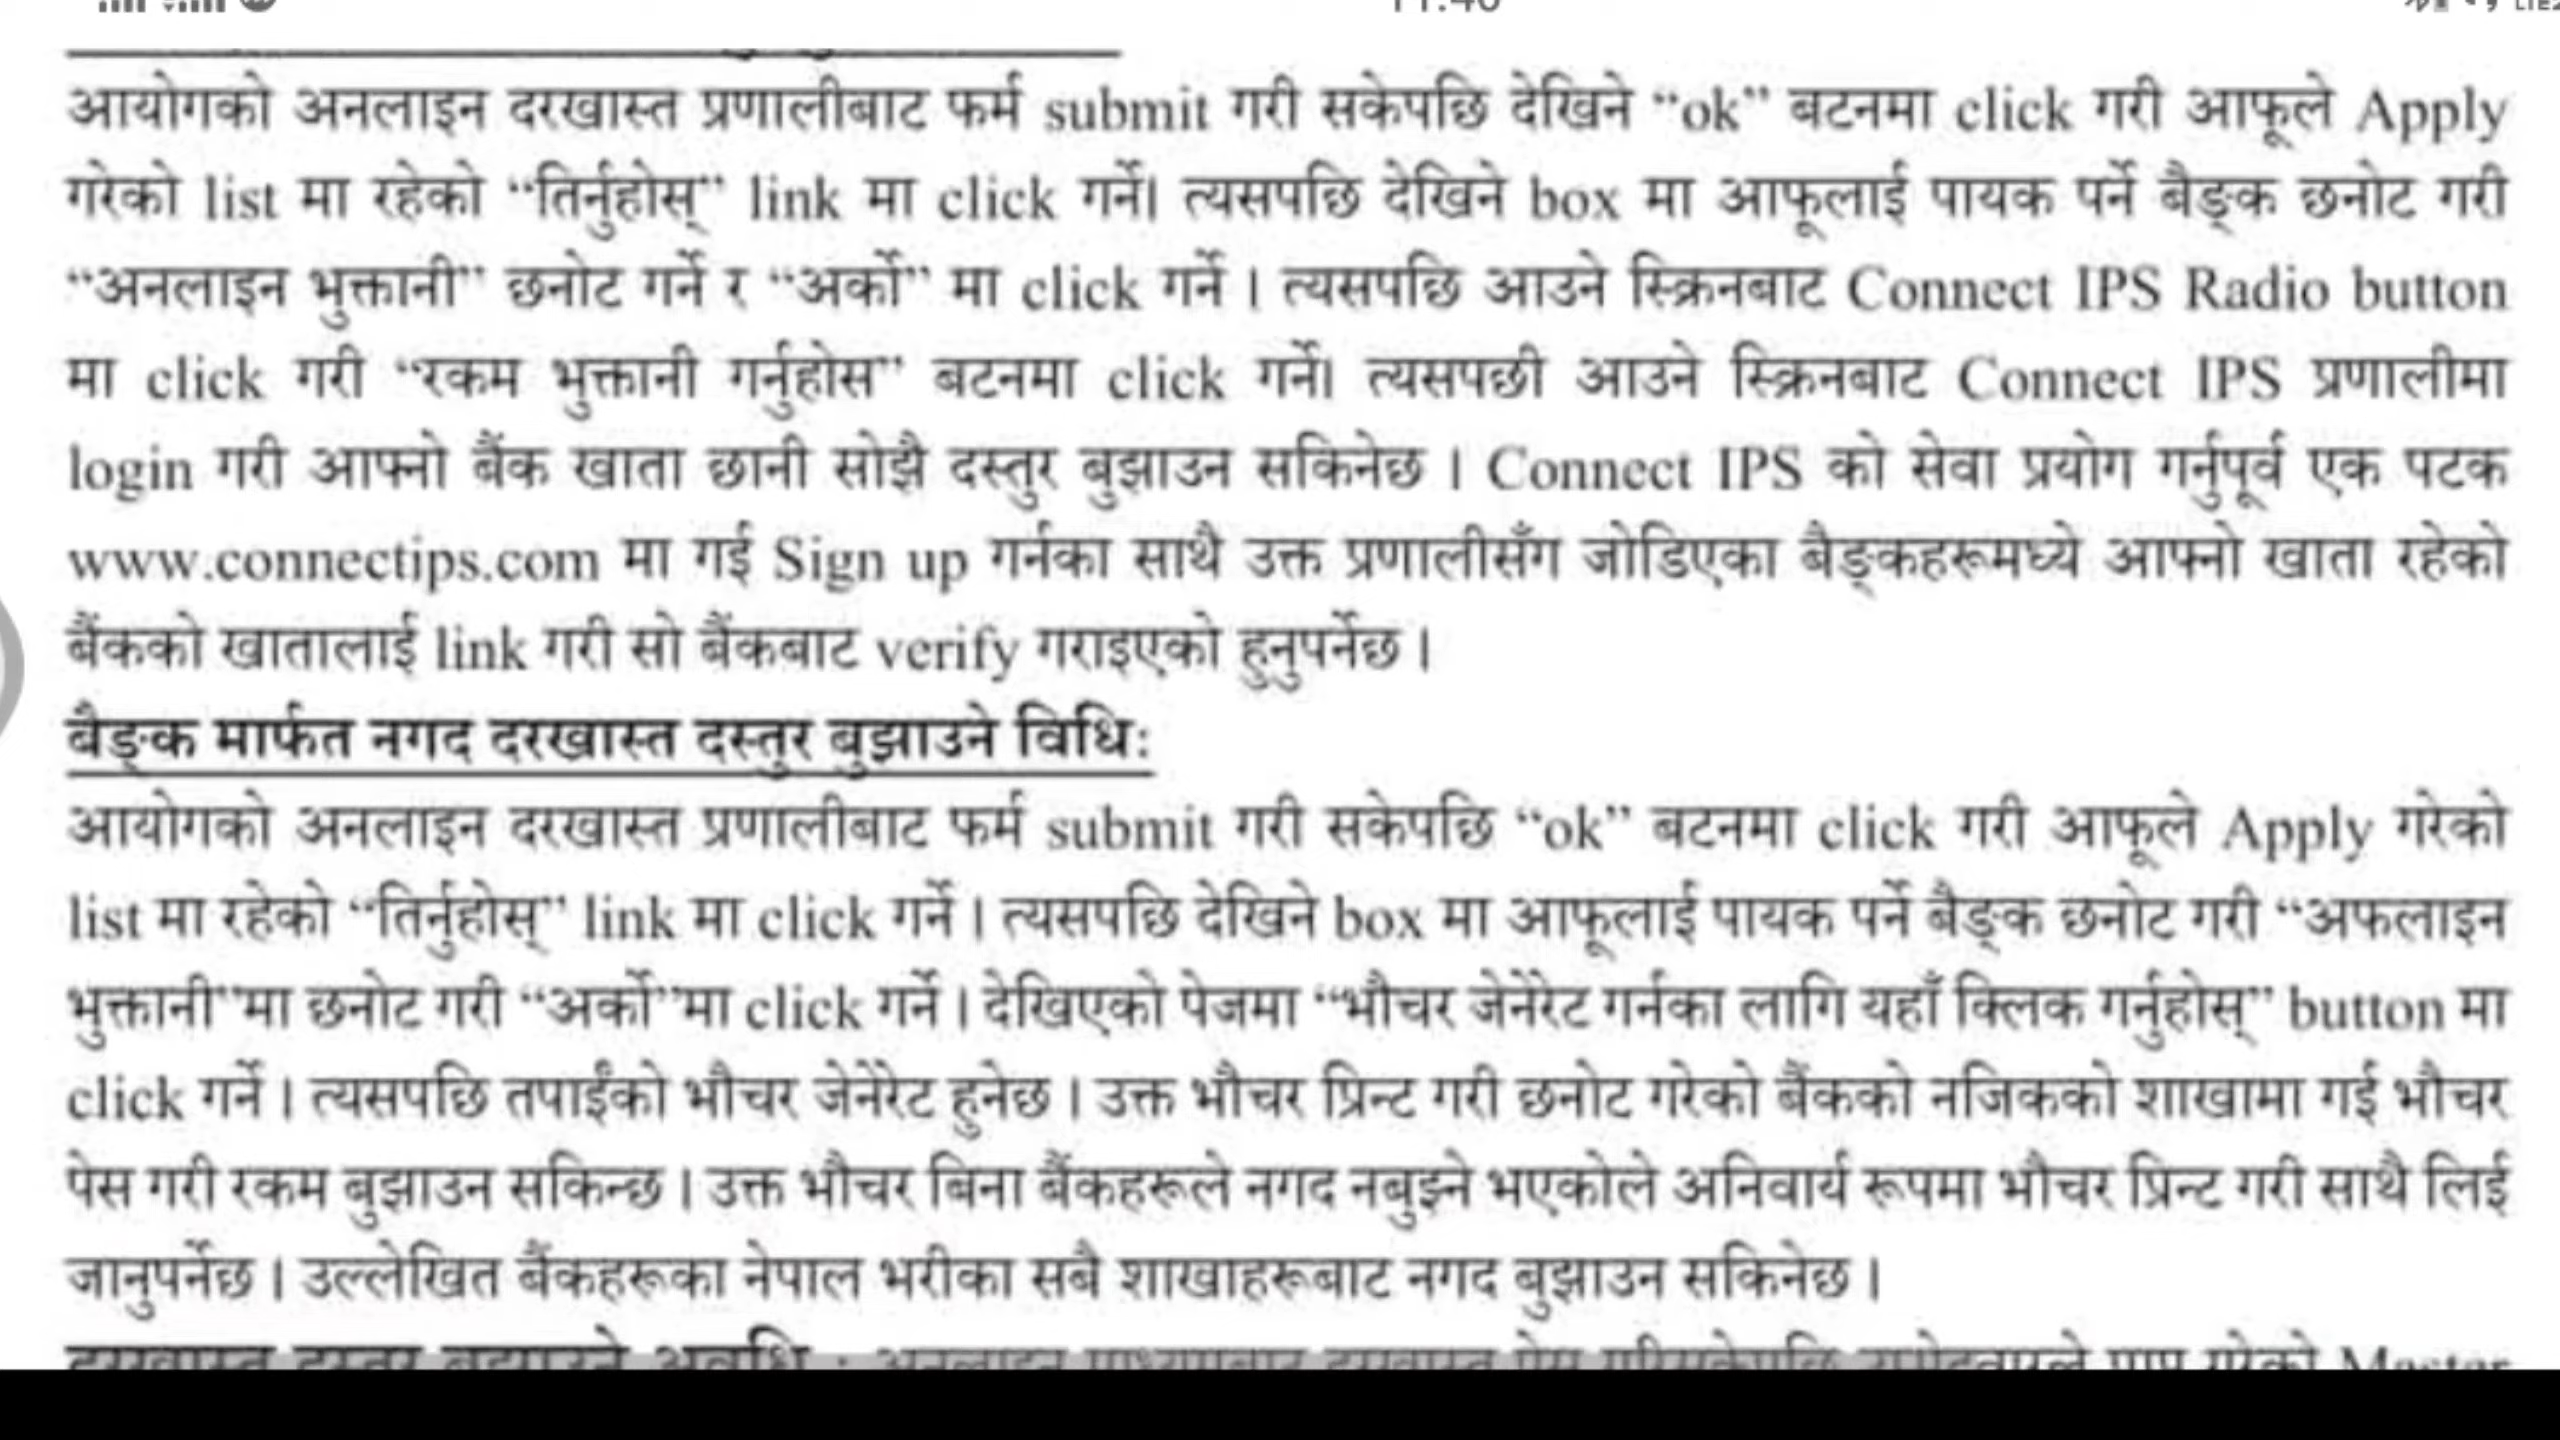 आयोगको अनलाइन दरखास्त प्रणालीबाट फर्म submit गरी सकेपछि देखिने “ok” बटनमा click गरी आफूले Apply
गरेको list मा रहेको “तिर्नुहोस्” link मा click गर्ने। त्यसपछि देखिने box मा आफूलाई पायक पर्ने बैङ्क छनोट गरी
“अनलाइन भुक्तानी” छनोट गर्ने र “अर्को” मा click गर्ने । त्यसपछि आउने स्क्रिनबाट Connect IPS Radio button
मा click गरी “रकम भुक्तानी गर्नुहोस” बटनमा click गर्ने। त्यसपछी आउने स्क्रिनबाट Connect IPS प्रणालीमा
login गरी आफ्नो बैंक खाता छानी सोझै दस्तुर बुझाउन सकिनेछ । Connect IPS को सेवा प्रयोग गर्नुपूर्व एक पटक
www.connectips.com मा गई Sign up गर्नका साथै उक्त प्रणालीसँग जोडिएका बैङ्कहरूमध्ये आफ्नो खाता रहेको
बैंकको खातालाई link गरी सो बैंकबाट verify गराइएको हुनुपर्नेछ ।
बैङ्क मार्फत नगद दरखास्त दस्तुर बुझाउने विधिः
आयोगको अनलाइन दरखास्त प्रणालीबाट फर्म submit गरी सकेपछि “ok” बटनमा click गरी आफूले Apply गरेको
list मा रहेको “तिर्नुहोस्” link मा click गर्ने । त्यसपछि देखिने box मा आफूलाई पायक पर्ने बैङ्क छनोट गरी “अफलाइन
भुक्तानी”मा छनोट गरी “अर्को”मा click गर्ने । देखिएको पेजमा “भौचर जेनेरेट गर्नका लागि यहाँ क्लिक गर्नुहोस्” button मा
click गर्ने । त्यसपछि तपाईंको भौचर जेनेरेट हुनेछ । उक्त भौचर प्रिन्ट गरी छनोट गरेको बैंकको नजिकको शाखामा गई भौचर
पेस गरी रकम बुझाउन सकिन्छ । उक्त भौचर बिना बैंकहरूले नगद नबुझ्ने भएकोले अनिवार्य रूपमा भौचर प्रिन्ट गरी साथै लिई
जानुपर्नेछ । उल्लेखित बैंकहरूका नेपाल भरीका सबै शाखाहरूबाट नगद बुझाउन सकिनेछ ।